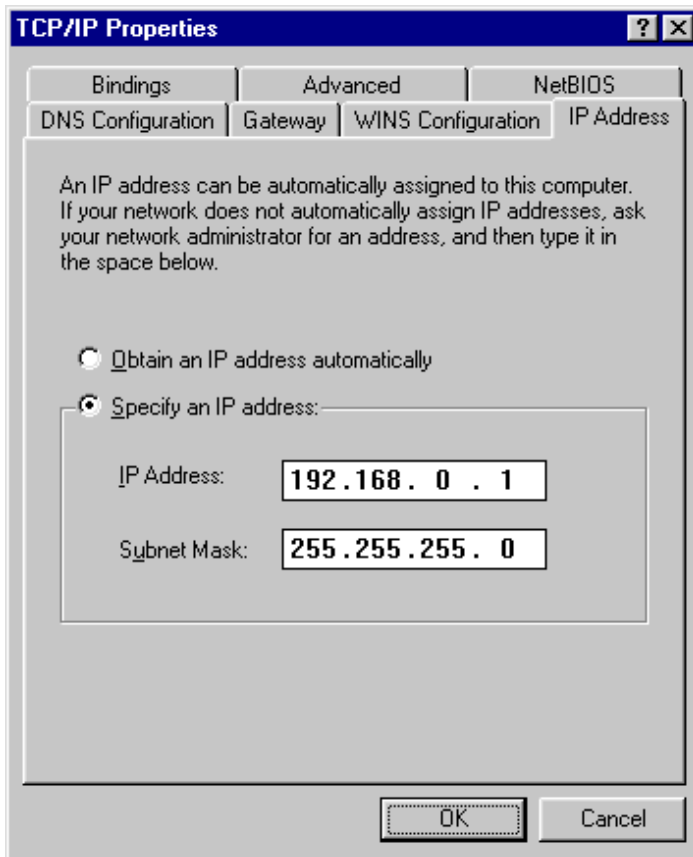 TCP/IP Properties
? X
Bindings Advanced NetBIOS
DNS Configuration Gateway WINS Configuration IP Address
An IP address can be automatically assigned to this computer.
If your network does not automatically assign IP addresses, ask
your network administrator for an address, and then type it in
the space below.
Obtain an IP address automatically
Specify an IP address:
IP Address: 192.168. 0 . 1
Subnet Mask: 255.255.255. 0
OK Cancel